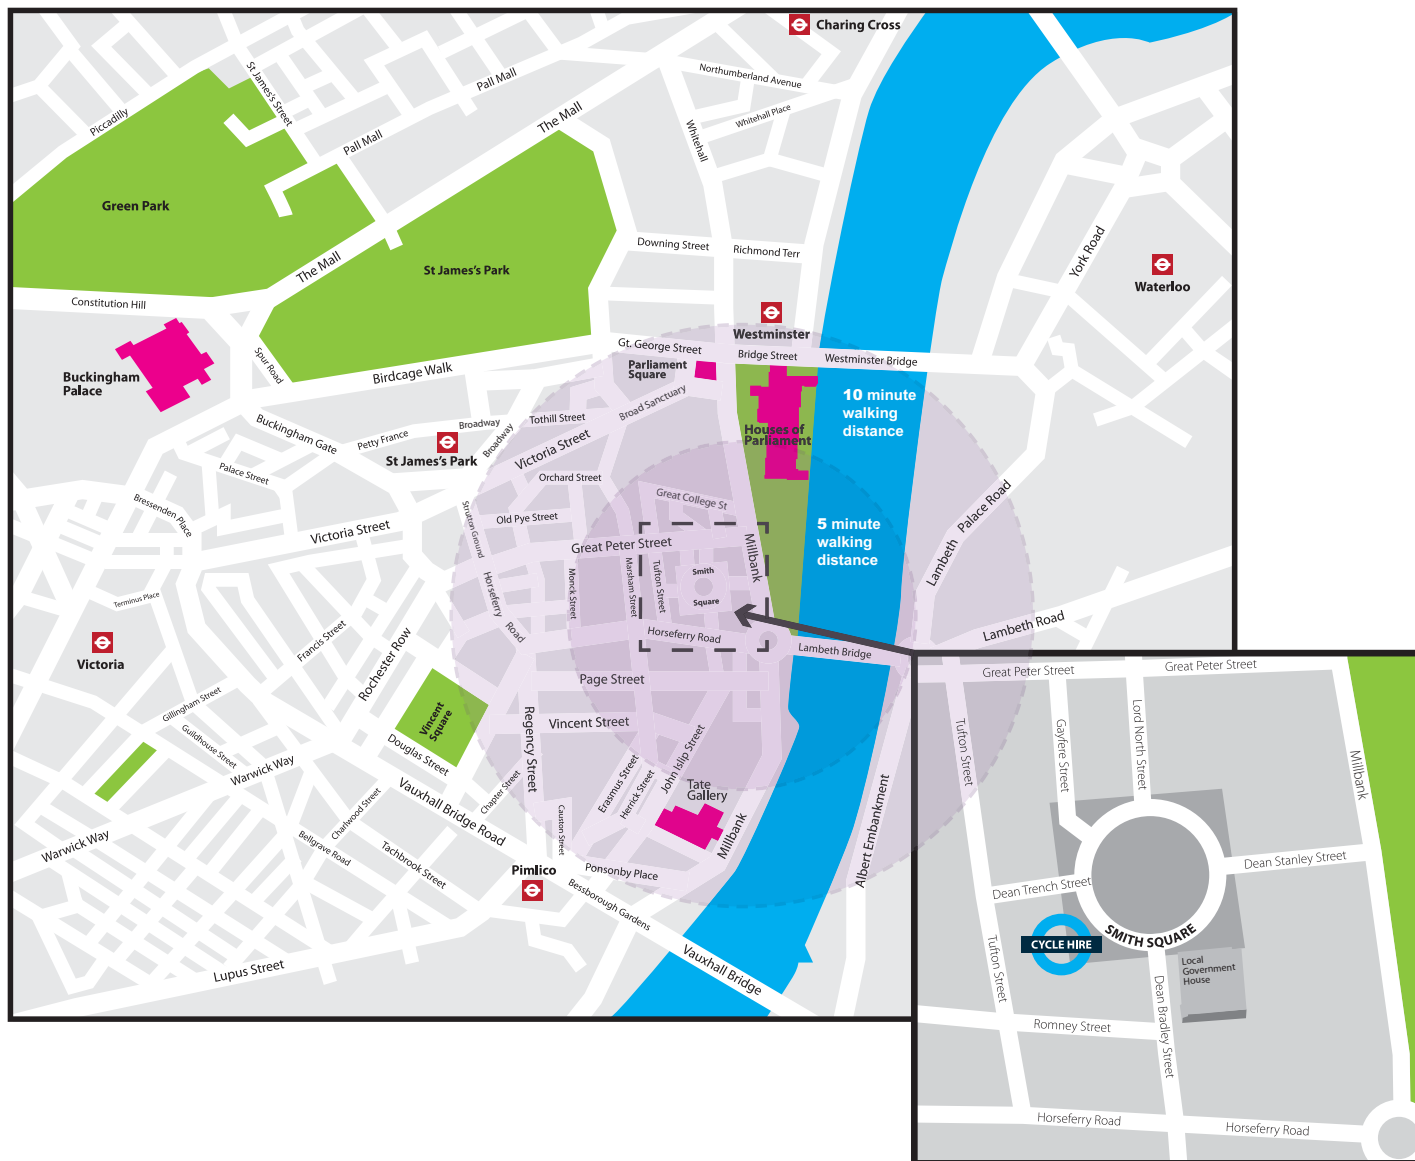 Charing Cross
Northumberland Avenue
Whitehall Place
Whitehall
St James's Street
Pall Mall
Pall Mall
Piccadilly
The Mall
Green Park
The Mall
St James's Park
Downing Street
Richmond Terr
York Road
Waterloo
Constitution Hill
Westminster
Gt. George Street
Bridge Street
Westminster Bridge
Parliament
Square
Buckingham
Palace
Spur Road
Birdcage Walk
10 minute
walking
distance
Houses of
Parliament
Broad Sanctuary
Tothill Street
Broadway
Broadway
Victoria Street
Petty France
Buckingham Gate
St James's Park
Palace Street
Orchard Street
Great College St
Bressenden Place
Victoria Street
Strutton Ground
Old Pye Street
Great Peter Street
Millbank
5 minute
walking
distance
Lambeth
Palace Road
Smith
Square
Tufton Street
Marsham Street
Monck Street
Horseferry
Road
Horseferry Road
Terminus Place
Victoria
Francis Street
Rochester Row
Lambeth Road
Lambeth Bridge
Page Street
Vincent
Square
Vincent Street
Regency Street
Gillingham Street
Guildhouse Street
Warwick Way
Douglas Street
Vauxhall Bridge Road
Chapter Street
John Islip Street
Erasmus Street
Herrick Street
Tate
Gallery
Millbank
Albert Embankment
Warwick Way
Charlwood Street
Bellgrave Road
Tachbrook Street
Causton Street
Pimlico
Ponsonby Place
Bessborough Gardens
Vauxhall Bridge
Lupus Street
Great Peter Street
Great Peter Street
Tufton Street
Gayfere Street
Lord North Street
Millbank
Dean Stanley Street
Dean Trench Street
CYCLE HIRE
SMITH SQUARE
Local
Government
House
Tufton Street
Dean Bradley Street
Romney Street
Horseferry Road
Horseferry Road